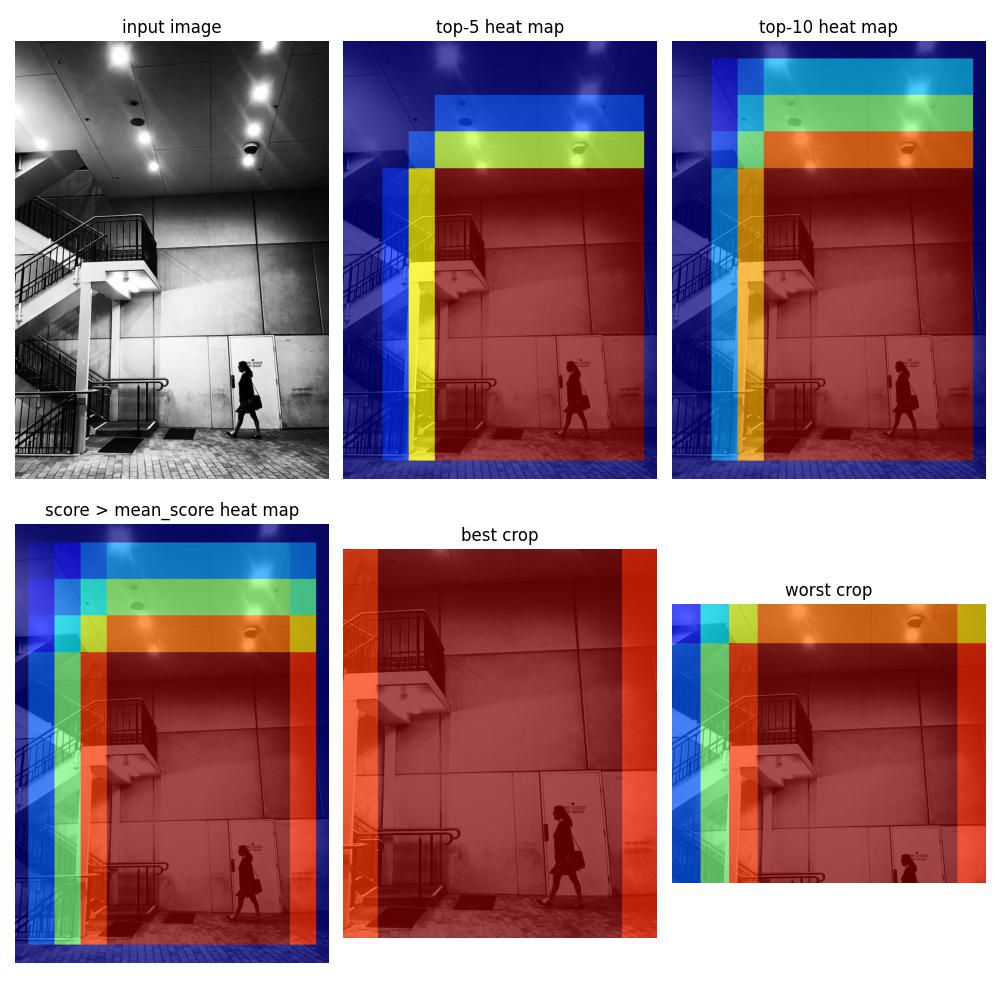 input image
top-5 heat map
top-10 heat map
score > mean_score heat map
best crop
worst crop